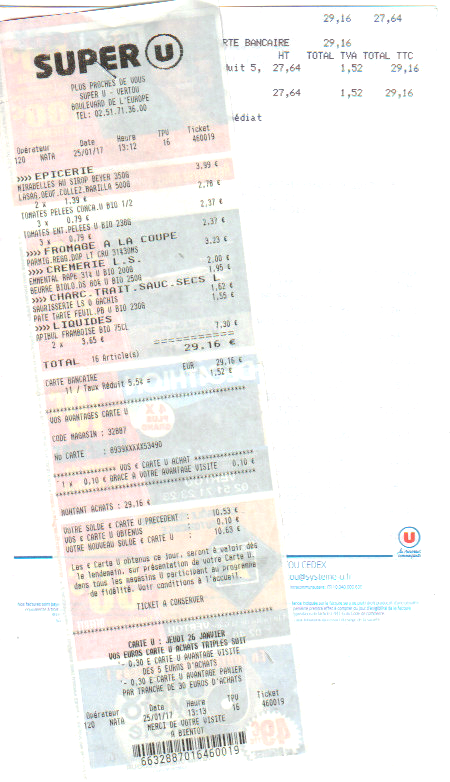 29,16 27,64
RTE BANCAIRE 29,16
HT TOTAL TVA TOTAL TTC
duit 5, 27,64 1,52 29,16
27,64 1,52 29,16
édiat
SUPER U
PLUS PROCHES DE VOUS
SUPER U - VERTOU
BOULEVARD DE L'EUROPE
TEL: 02.51.71.36.00
Opérateur Date Heure TPU Ticket
120 NATA 25/01/17 13:12 16 460019
>>>> EPICERIE
MIRABELLES AU SIROP BEYER 350G 3.99 €
LASAG.OEUF.COLLEZ.BARILLA 500G
2 x 1.39 € 2.78 €
TOMATES PELEES CONCA.U BIO 1/2
3 x 0.79 € 2.37 €
TOMATES ENT.PELEES U BIO 230G
3 x 0.79 € 2.37 €
>>>> FROMAGE A LA COUPE
PARMIG.REGG.DOP LT CRU 3 3.23 €
>>>> CREMERIE L.S.
EMMENTAL RAPE 31% U BIO 200G 2.00 €
BEURRE BIOLO.DS 80% U BIO 250G 1.95 €
>>>> CHARC.TRAIT.SAUC.SECS L
SAURISSERIE LS U GACHIS 1.62 €
PATE TARTE FEUIL.PB U BIO 230G 1.55 €
>>>> LIQUIDES
APIBUL FRAMBOISE BIO 75CL
2 x 3.65 € 7.30 €
===========
TOTAL 16 Article(s) 29.16 €
EUR
CARTE BANCAIRE 29.16 €
11 / Taux Réduit 5.5% = 1,52 €
VOS AVANTAGES CARTE U
CODE MAGASIN : 32887
No CARTE : 8939XXXXX53490
**************** VOS € CARTE U ACHAT ****************
1 x 0.10 € GRACE A VOTRE AVANTAGE VISITE 0.10 €
MONTANT ACHATS : 29.16 €
VOTRE SOLDE € CARTE U PRECEDENT : 10.53 €
VOS € CARTE U OBTENUS : 0.10 €
VOTRE NOUVEAU SOLDE € CARTE U : 10.63 €
Les € Carte U obtenus ce jour, seront à valoir dès
le lendemain, sur présentation de votre Carte U,
dans tous les magasins U participant au programme
de fidélité. Voir conditions à l'accueil.
TICKET A CONSERVER
CARTE U : JEUDI 26 JANVIER
VOS EUROS CARTE U ACHATS TRIPLES SUIT
- 0,30 E CARTE U AVANTAGE VISITE
DES 5 EUROS D'ACHATS
- 0,30 E CARTE U AVANTAGE PANIER
PAR TRANCHE DE 30 EUROS D'ACHATS
Opérateur Date Heure TPU Ticket
120 NATA 25/01/17 13:13 16 460019
MERCI DE VOTRE VISITE
A BIENTOT
6632887016460019
U
OU CEDEX
ou@systeme-u.fr